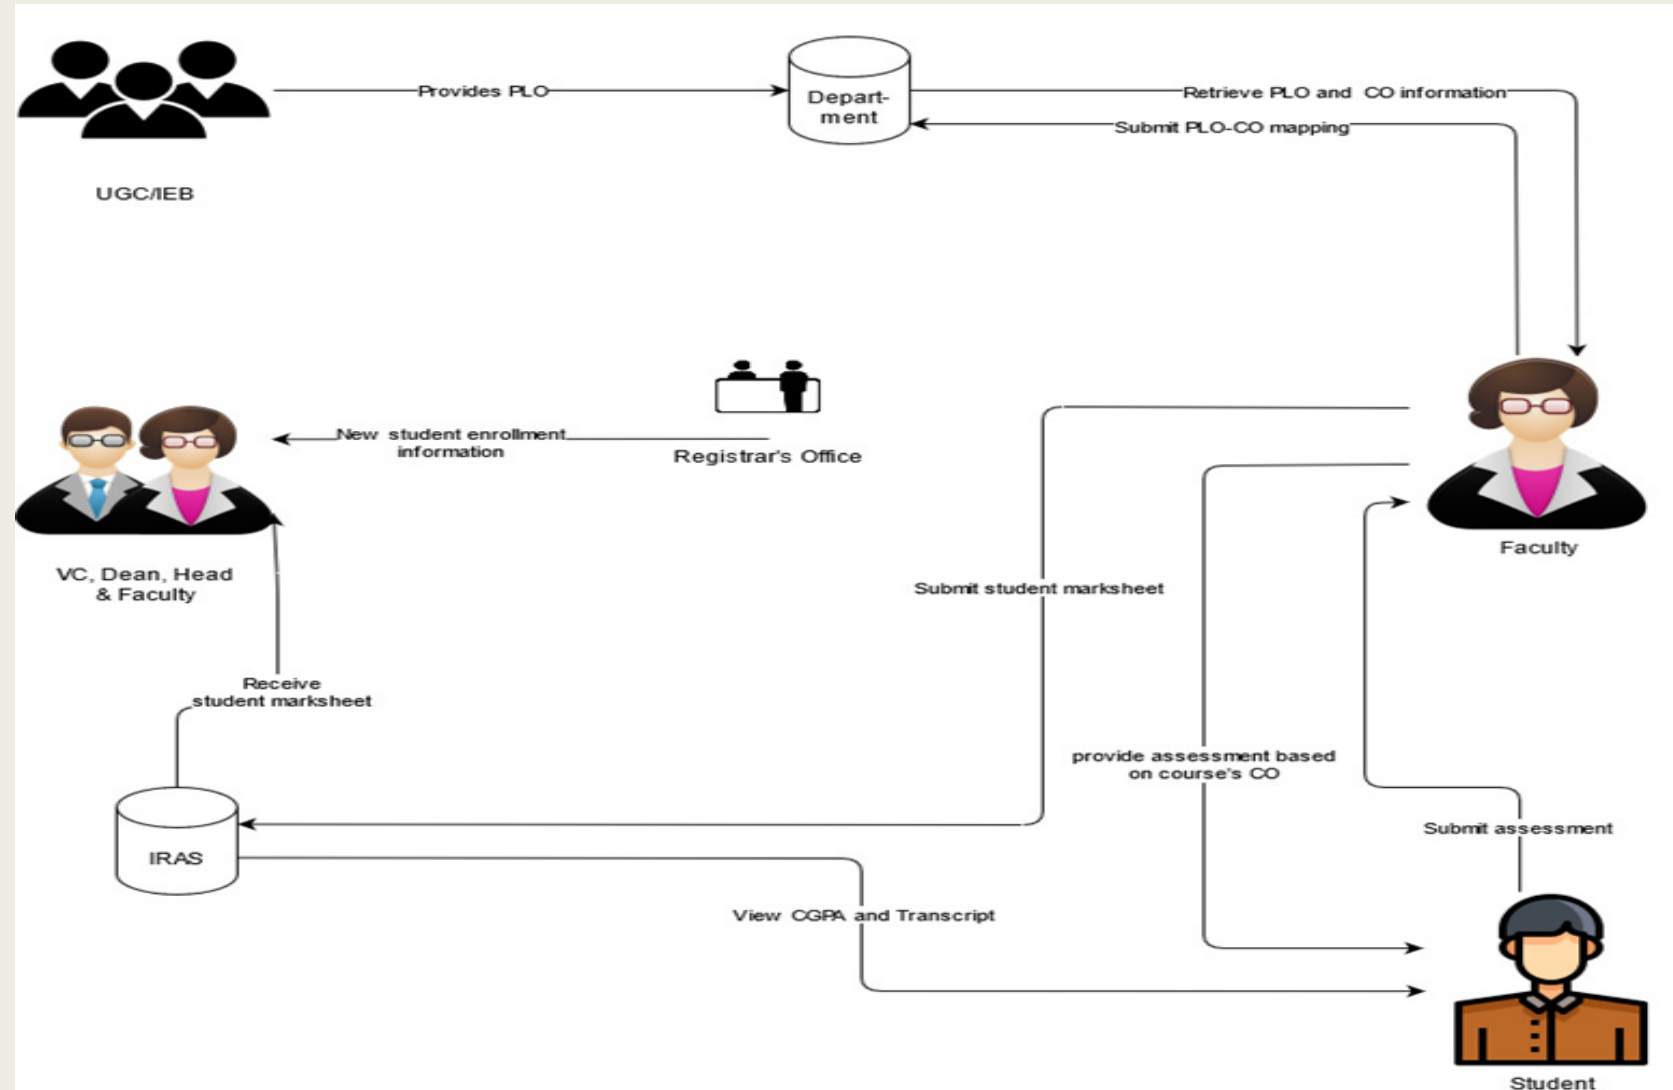 Provides PLO
Depart-
ment
Retrieve PLO and CO information
Submit PLO-CO mapping
UGC/IEB
New student enrollment
information
Registrar's Office
Faculty
VC, Dean, Head
& Faculty
Submit student marksheet
Receive
student marksheet
provide assessment based
on course's CO
Submit assessment
IRAS
View CGPA and Transcript
Student